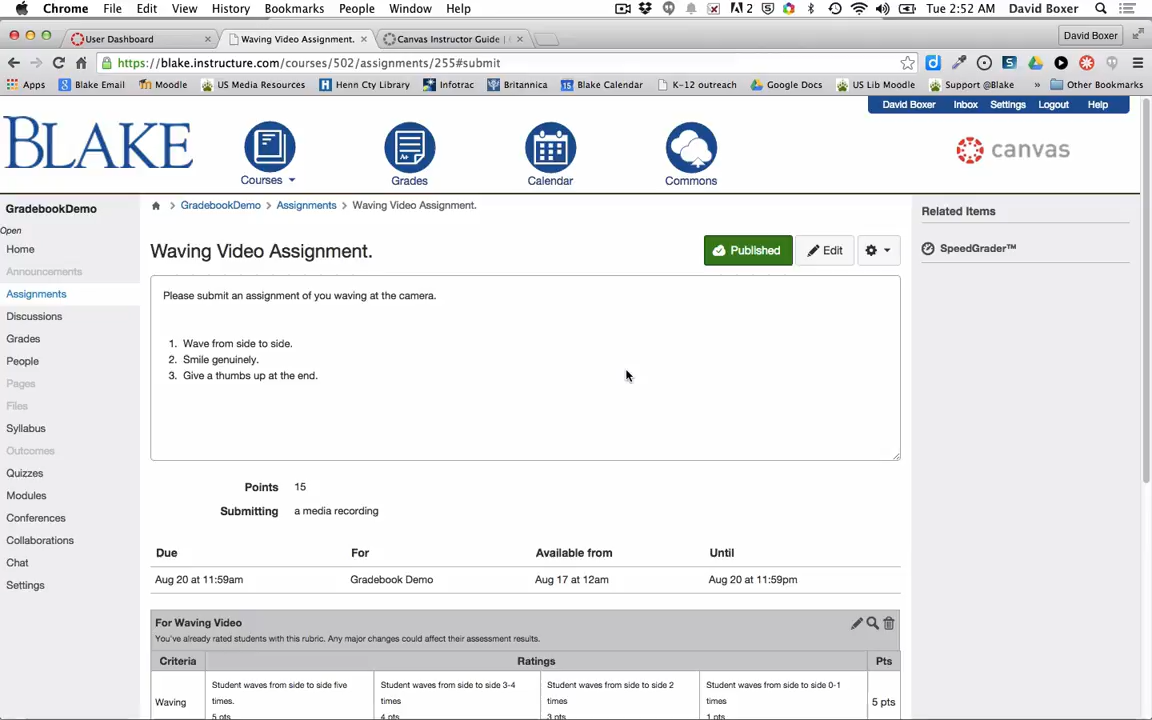 Chrome File Edit View History Bookmarks People Window Help 2 Tue 2:52 AM David Boxer
User Dashboard × Waving Video Assignment. × Canvas Instructor Guide | × David Boxer
https://blake.instructure.com/courses/502/assignments/255#submit
Apps Blake Email Moodle US Media Resources Henn Cty Library Infotrac Britannica Blake Calendar K-12 outreach Google Docs US Lib Moodle Support @Blake » Other Bookmarks
David Boxer Inbox Settings Logout Help
BLAKE
canvas
Courses Grades Calendar Commons
GradebookDemo
Open
Home
Announcements
Assignments
Discussions
Grades
People
Pages
Files
Syllabus
Outcomes
Quizzes
Modules
Conferences
Collaborations
Chat
Settings
> GradebookDemo > Assignments > Waving Video Assignment.
Waving Video Assignment.
Published Edit
Please submit an assignment of you waving at the camera.
1. Wave from side to side.
2. Smile genuinely.
3. Give a thumbs up at the end.
Points 15
Submitting a media recording
Due For Available from Until
Aug 20 at 11:59am Gradebook Demo Aug 17 at 12am Aug 20 at 11:59pm
For Waving Video
You've already rated students with this rubric. Any major changes could affect their assessment results.
Criteria Ratings Pts
Waving
Student waves from side to side five
times.
5 pts
Student waves from side to side 3-4
times
4 pts
Student waves from side to side 2
times
3 pts
Student waves from side to side 0-1
times
1 pts
5 pts
Related Items
SpeedGrader™